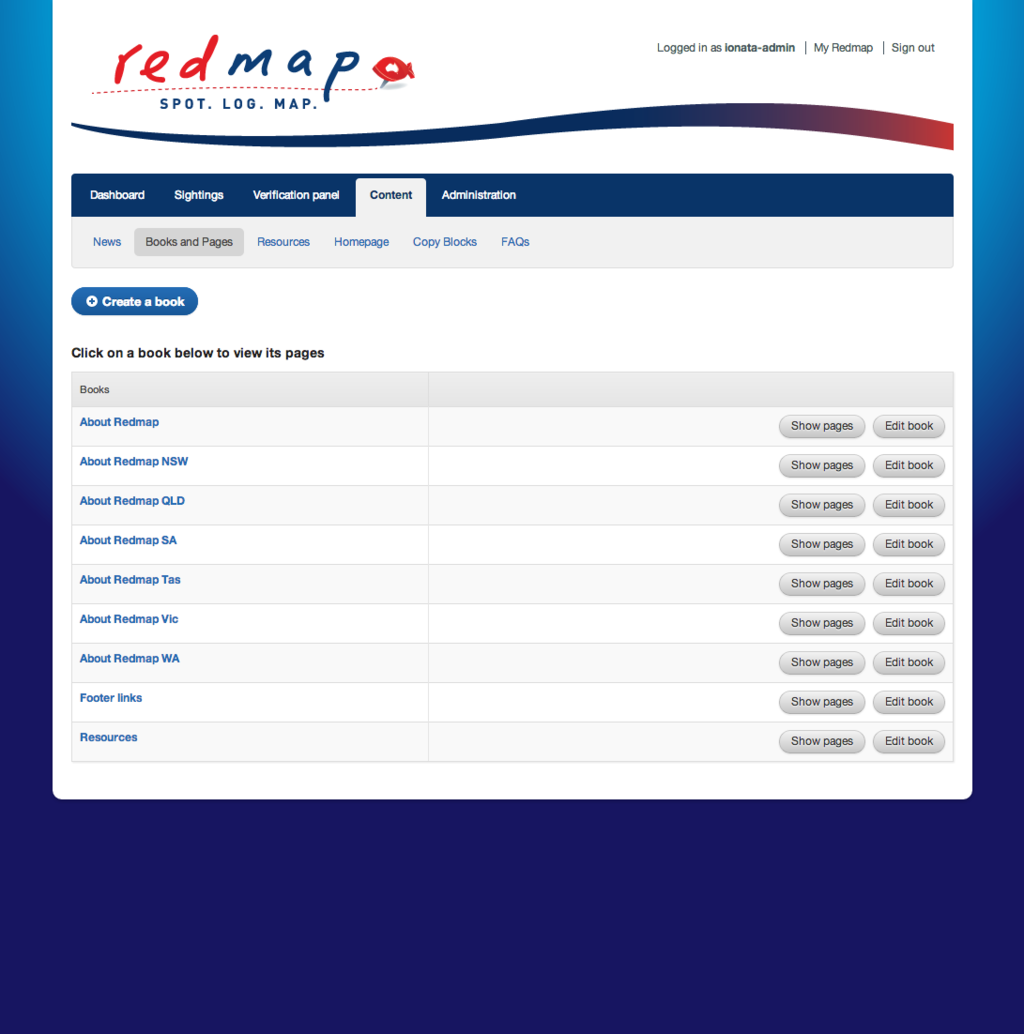 redmap
SPOT. LOG. MAP.
Logged in as ionata-admin | My Redmap | Sign out
Dashboard Sightings Verification panel Content Administration
News Books and Pages Resources Homepage Copy Blocks FAQs
Create a book
Click on a book below to view its pages
Books
About Redmap Show pages Edit book
About Redmap NSW Show pages Edit book
About Redmap QLD Show pages Edit book
About Redmap SA Show pages Edit book
About Redmap Tas Show pages Edit book
About Redmap Vic Show pages Edit book
About Redmap WA Show pages Edit book
Footer links Show pages Edit book
Resources Show pages Edit book